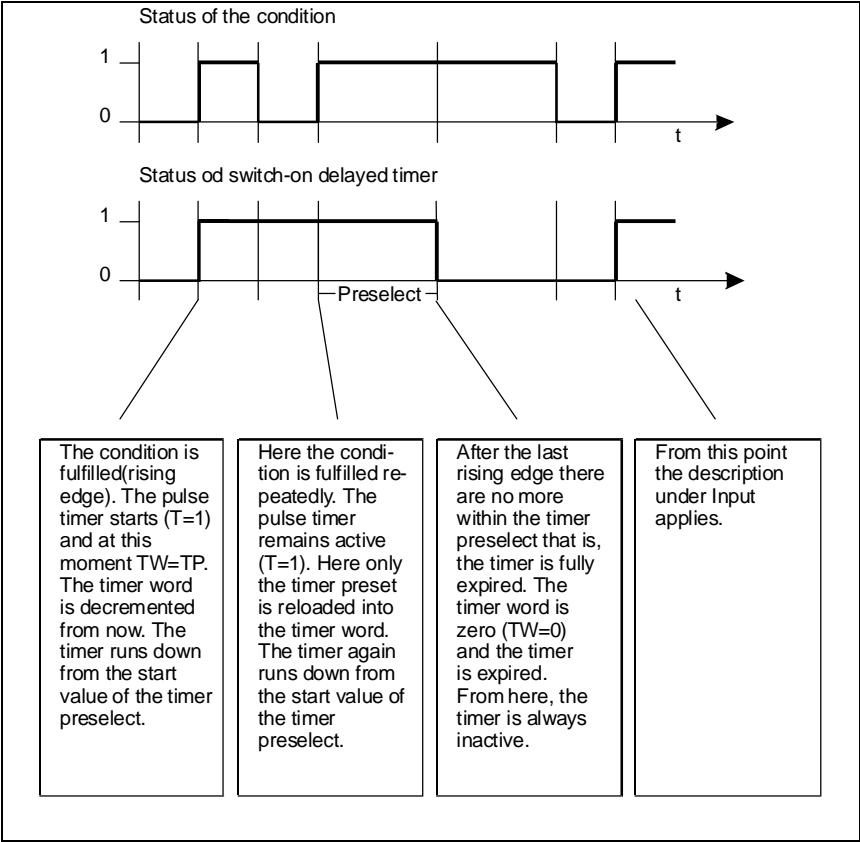 Status of the condition
1
0
t
Status od switch-on delayed timer
1
0
Preselect
t
The condition is
fulfilled(rising
edge). The pulse
timer starts (T=1)
and at this
moment TW=TP.
The timer word
is decremented
from now. The
timer runs down
from the start
value of the timer
preselect.
Here the condi-
tion is fulfilled re-
peatedly. The
pulse timer
remains active
(T=1). Here only
the timer preset
is reloaded into
the timer word.
The timer again
runs down from
the start value of
the timer
preselect.
After the last
rising edge there
are no more
within the timer
preselect that is,
the timer is fully
expired. The
timer word is
zero (TW=0)
and the timer
is expired.
From here, the
timer is always
inactive.
From this point
the description
under Input
applies.